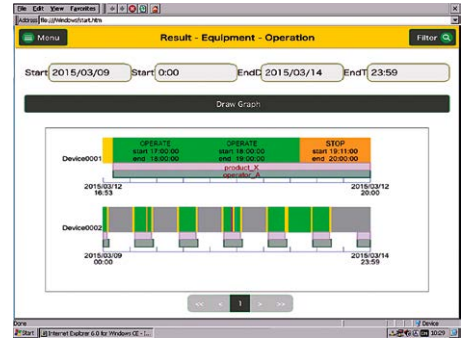 File Edit View Favorites
Address file:///Windows/start.htm
Menu Result - Equipment - Operation Filter
Start 2015/03/09 Start 0:00 EndD 2015/03/14 EndT 23:59
Draw Graph
OPERATE OPERATE STOP
start 17:00:00 start 18:00:00 start 19:11:00
end 18:00:00 end 19:00:00 end 20:00:00
Device0001
product_X
operator_A
2015/03/12 2015/03/12
16:53 20:00
Device0002
2015/03/09 2015/03/14
00:00 23:59
<< < 1 > >>
Done Device
Start Internet Explorer 6.0 for Windows CE - I... 10:29